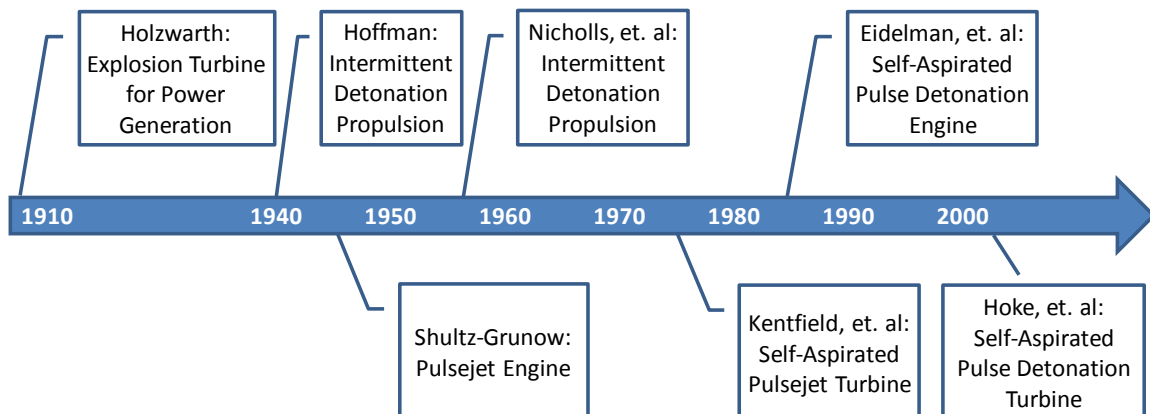 Holzwarth:
Explosion Turbine
for Power
Generation
Hoffman:
Intermittent
Detonation
Propulsion
Nicholls, et. al:
Intermittent
Detonation
Propulsion
Eidelman, et. al:
Self-Aspirated
Pulse Detonation
Engine
1910 1940 1950 1960 1970 1980 1990 2000
Shultz-Grunow:
Pulsejet Engine
Kentfield, et. al:
Self-Aspirated
Pulsejet Turbine
Hoke, et. al:
Self-Aspirated
Pulse Detonation
Turbine